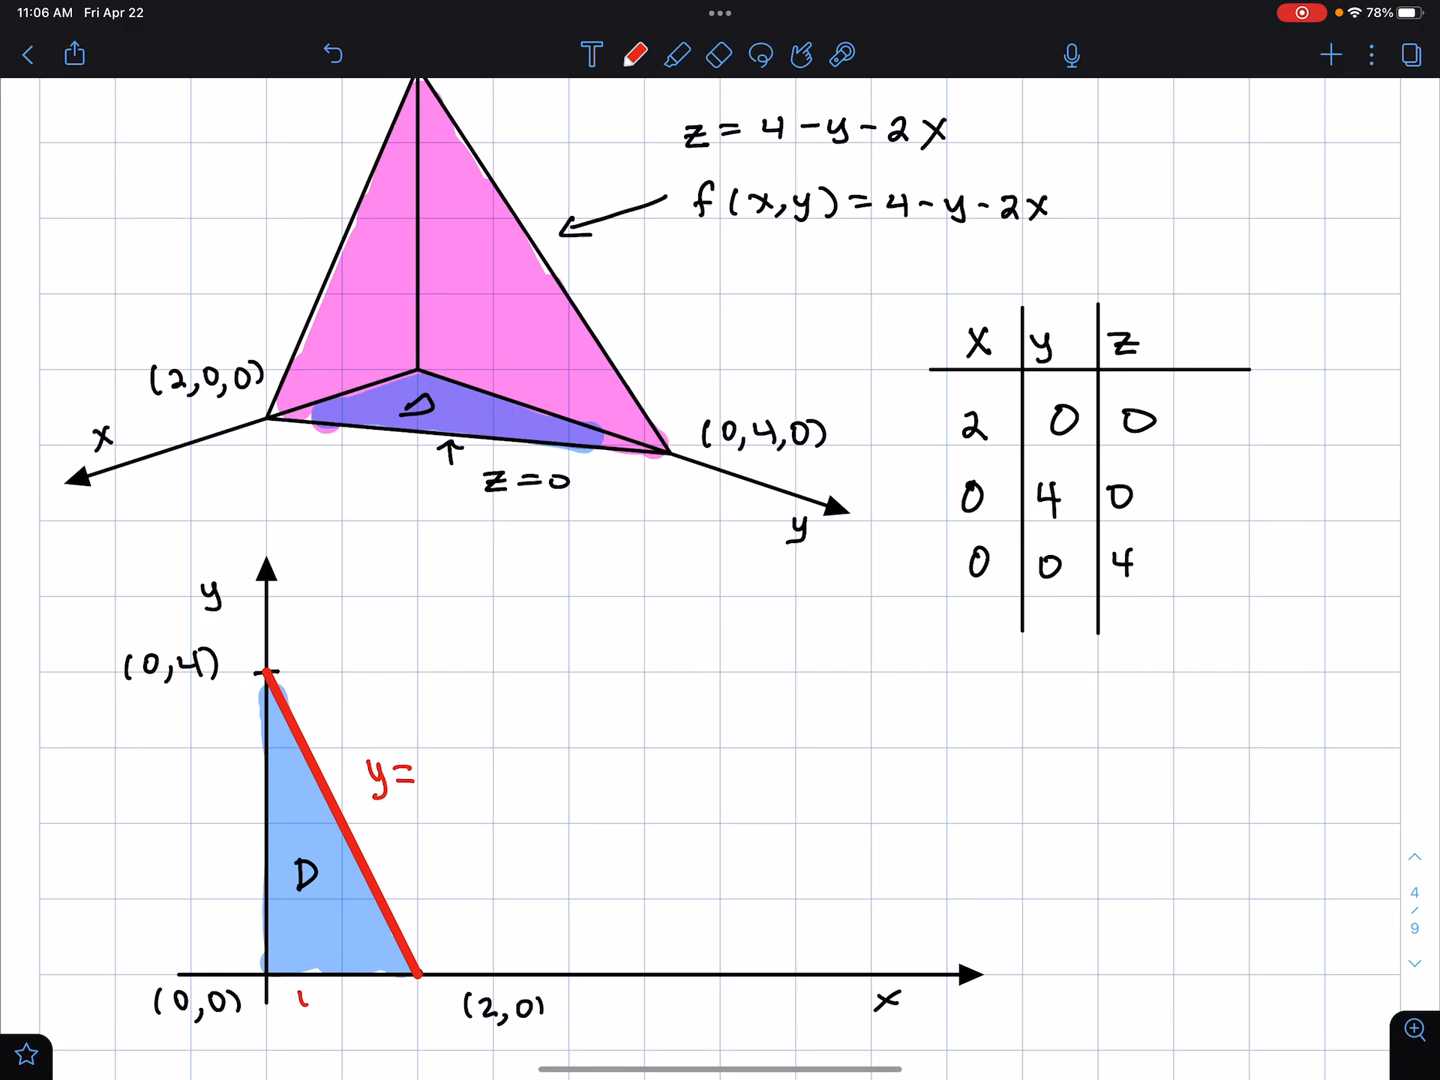 11:06 AM Fri Apr 22
78%
T
z = 4 - y - 2x
f(x,y) = 4 - y - 2x
(2,0,0)
x
D
(0,4,0)
z = 0
y
x y z
2 0 0
0 4 0
0 0 4
y
(0,4)
y =
D
(0,0)
(2,0)
x
4
/
9